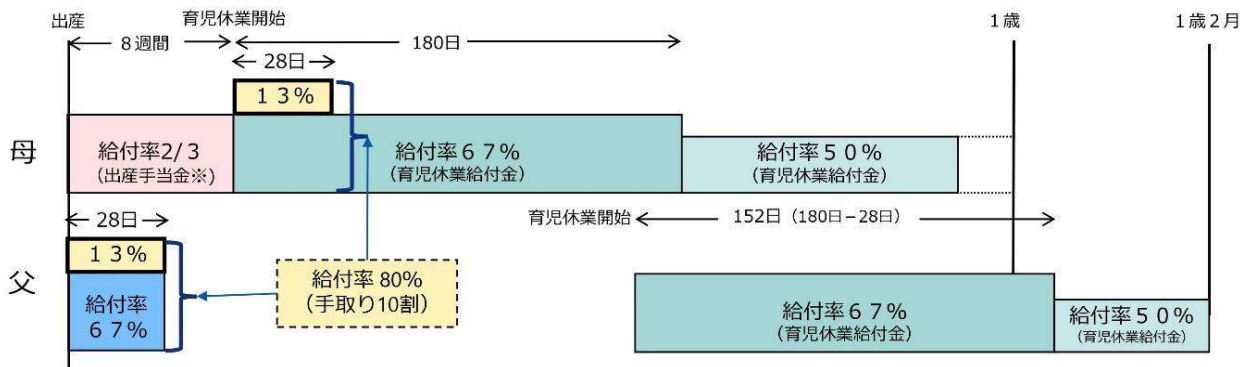 出産
育児休業開始
1歳
1歳2月
8週間
180日
28日
13%
母
給付率2/3
(出産手当金※)
給付率67%
(育児休業給付金)
給付率50%
(育児休業給付金)
28日
育児休業開始
152日(180日-28日)
父
13%
給付率
67%
給付率 80%
(手取り10割)
給付率67%
(育児休業給付金)
給付率50%
(育児休業給付金)